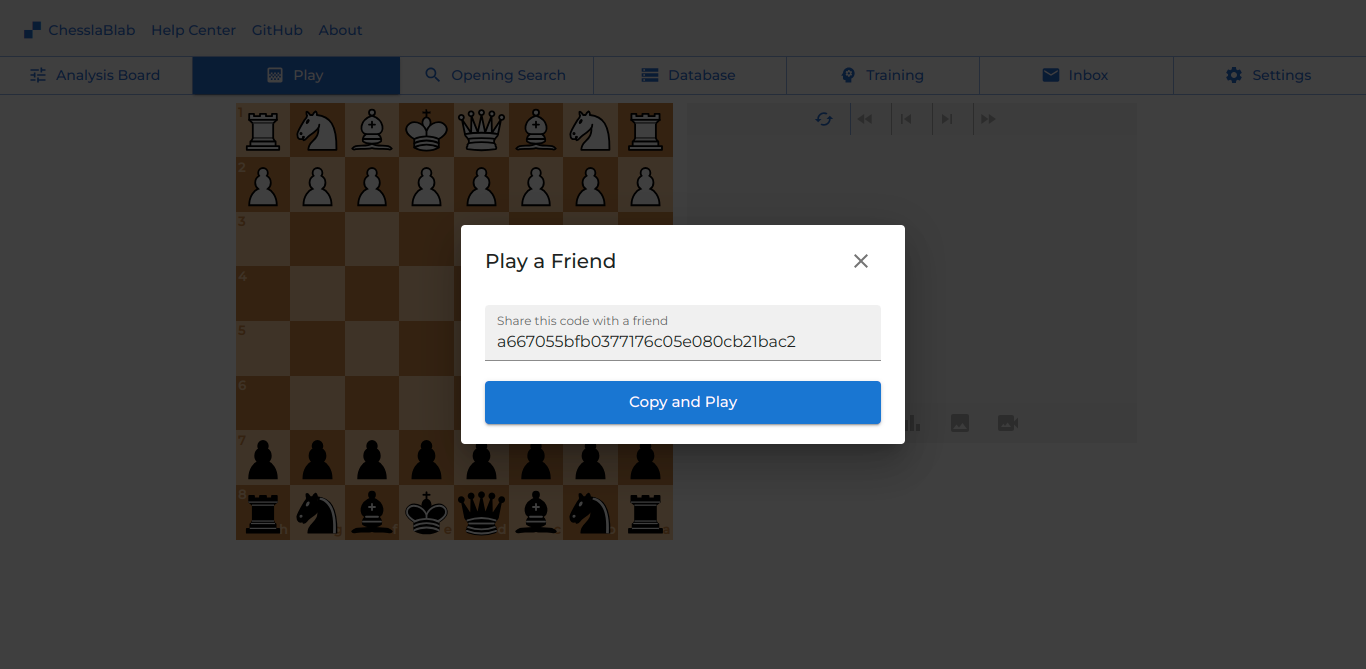 ChesslaBlab Help Center GitHub About
Analysis Board Play Opening Search Database Training Inbox Settings
1
2
3
4
5
6
7
8
h g f e d c b a
Play a Friend
Share this code with a friend
a667055bfb0377176c05e080cb21bac2
Copy and Play